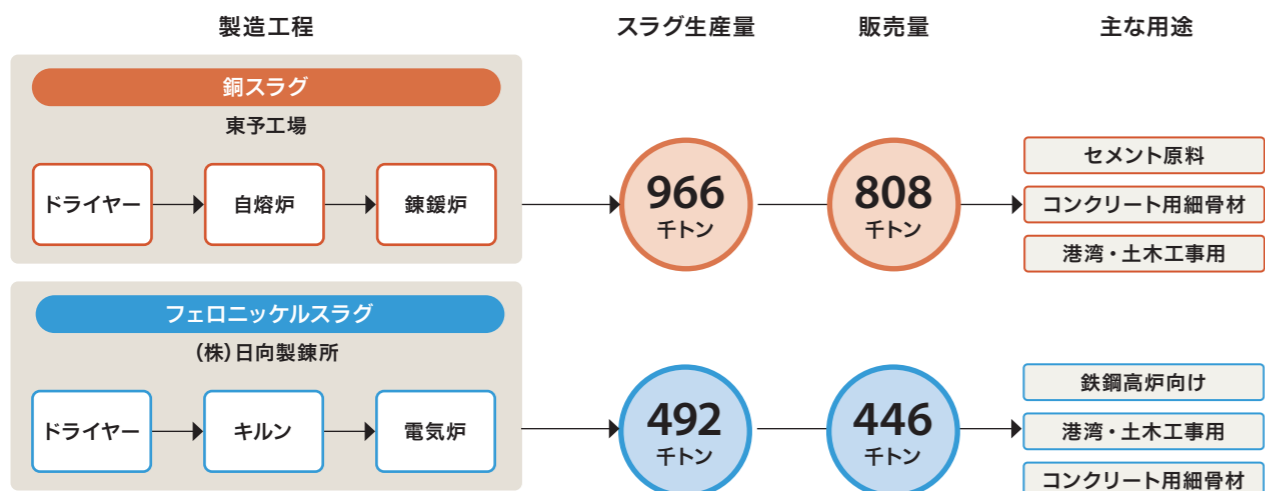 製造工程 スラグ生産量 販売量 主な用途
銅スラグ
東予工場
ドライヤー 自熔炉 錬鍰炉
966
千トン
808
千トン
セメント原料
コンクリート用細骨材
港湾・土木工事用
フェロニッケルスラグ
(株)日向製錬所
ドライヤー キルン 電気炉
492
千トン
446
千トン
鉄鋼高炉向け
港湾・土木工事用
コンクリート用細骨材